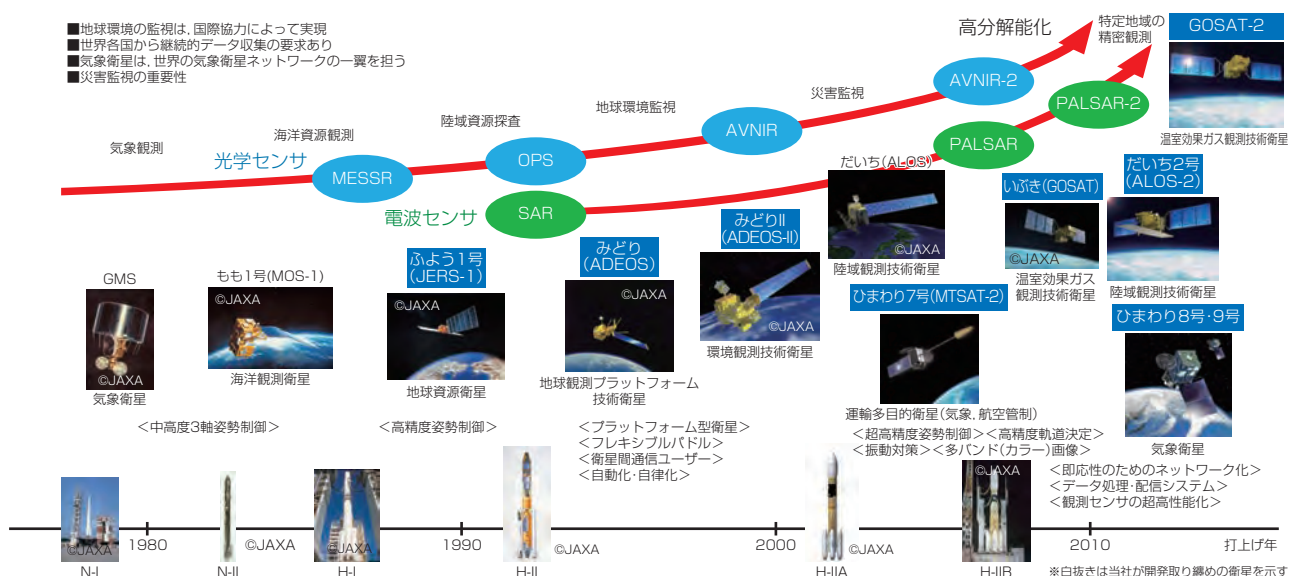 ■地球環境の監視は,国際協力によって実現
■世界各国から継続的データ収集の要求あり
■気象衛星は,世界の気象衛星ネットワークの一翼を担う
■災害監視の重要性
高分解能化
特定地域の
精密観測
GOSAT-2
温室効果ガス観測技術衛星
気象観測
海洋資源観測
陸域資源探査
地球環境監視
災害監視
光学センサ
MESSR
OPS
AVNIR
AVNIR-2
電波センサ
SAR
PALSAR
PALSAR-2
GMS
©JAXA
気象衛星
もも1号(MOS-1)
©JAXA
海洋観測衛星
ふよう1号
(JERS-1)
©JAXA
地球資源衛星
みどり
(ADEOS)
©JAXA
地球観測プラットフォーム
技術衛星
みどりII
(ADEOS-II)
©JAXA
環境観測技術衛星
だいち(ALOS)
©JAXA
陸域観測技術衛星
いぶき(GOSAT)
©JAXA
温室効果ガス
観測技術衛星
だいち2号
(ALOS-2)
陸域観測技術衛星
ひまわり7号(MTSAT-2)
運輸多目的衛星(気象,航空管制)
ひまわり8号・9号
気象衛星
<中高度3軸姿勢制御>
<高精度姿勢制御>
<プラットフォーム型衛星>
<フレキシブルパドル>
<衛星間通信ユーザー>
<自動化・自律化>
<超高精度姿勢制御><高精度軌道決定>
<振動対策><多バンド(カラー)画像>
<即応性のためのネットワーク化>
<データ処理・配信システム>
<観測センサの超高性能化>
©JAXA
1980
©JAXA
©JAXA
1990
©JAXA
2000
©JAXA
©JAXA
2010
打上げ年
N-I
N-II
H-I
H-II
H-IIA
H-IIB
※白抜きは当社が開発取り纏めの衛星を示す